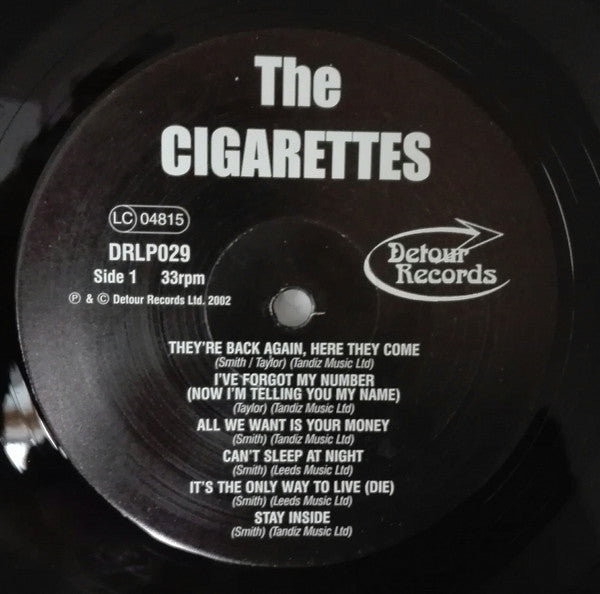 The
CIGARETTES
LC 04815
DRLP029
Side 1 33rpm
℗ & © Detour Records Ltd. 2002
Detour
Records
THEY'RE BACK AGAIN, HERE THEY COME
(Smith / Taylor) (Tandiz Music Ltd)
I'VE FORGOT MY NUMBER
(NOW I'M TELLING YOU MY NAME)
(Taylor) (Tandiz Music Ltd)
ALL WE WANT IS YOUR MONEY
(Smith) (Tandiz Music Ltd)
CAN'T SLEEP AT NIGHT
(Smith) (Leeds Music Ltd)
IT'S THE ONLY WAY TO LIVE (DIE)
(Smith) (Leeds Music Ltd)
STAY INSIDE
(Smith) (Tandiz Music Ltd)